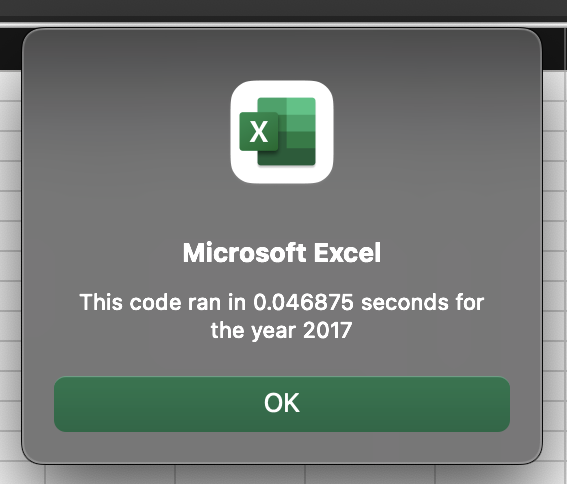 X
Microsoft Excel
This code ran in 0.046875 seconds for
the year 2017
OK